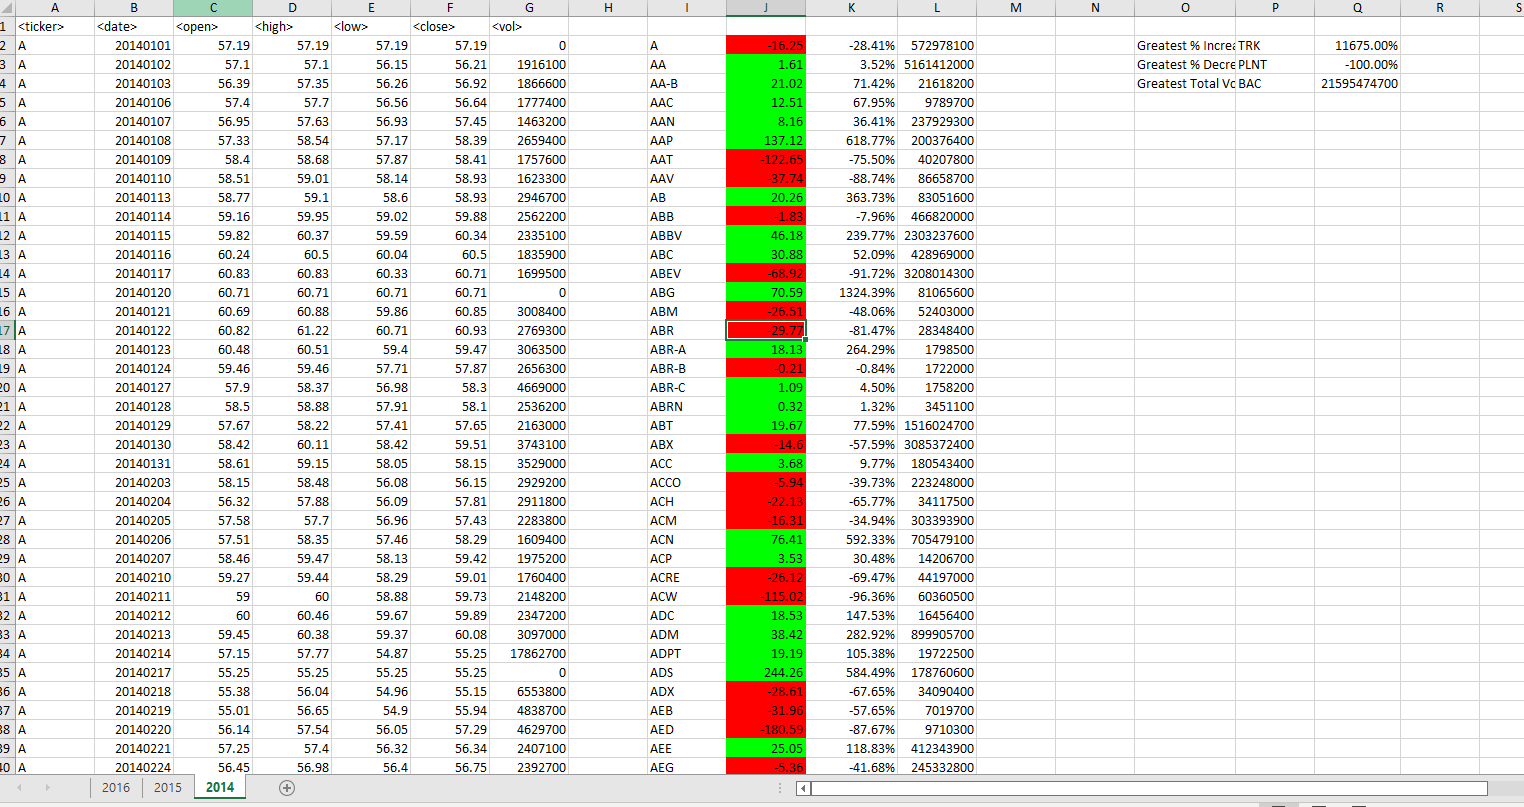 A B C D E F G H I J K L M N O P Q R S
1 <ticker> <date> <open> <high> <low> <close> <vol>
2 A 20140101 57.19 57.19 57.19 57.19 0 A -16.25 -28.41% 572978100 Greatest % Increa TRK 11675.00%
3 A 20140102 57.1 57.1 56.15 56.21 1916100 AA 1.61 3.52% 5161412000 Greatest % Decre PLNT -100.00%
4 A 20140103 56.39 57.35 56.26 56.92 1866600 AA-B 21.02 71.42% 21618200 Greatest Total Vo BAC 21595474700
5 A 20140106 57.4 57.7 56.56 56.64 1777400 AAC 12.51 67.95% 9789700
6 A 20140107 56.95 57.63 56.93 57.45 1463200 AAN 8.16 36.41% 237929300
7 A 20140108 57.33 58.54 57.17 58.39 2659400 AAP 137.12 618.77% 200376400
8 A 20140109 58.4 58.68 57.87 58.41 1757600 AAT -122.65 -75.50% 40207800
9 A 20140110 58.51 59.01 58.14 58.93 1623300 AAV -37.74 -88.74% 86658700
10 A 20140113 58.77 59.1 58.6 58.93 2946700 AB 20.26 363.73% 83051600
11 A 20140114 59.16 59.95 59.02 59.88 2562200 ABB -1.83 -7.96% 466820000
12 A 20140115 59.82 60.37 59.59 60.34 2335100 ABBV 46.18 239.77% 2303237600
13 A 20140116 60.24 60.5 60.04 60.5 1835900 ABC 30.88 52.09% 428969000
14 A 20140117 60.83 60.83 60.33 60.71 1699500 ABEV -68.92 -91.72% 3208014300
15 A 20140120 60.71 60.71 60.71 60.71 0 ABG 70.59 1324.39% 81065600
16 A 20140121 60.69 60.88 59.86 60.85 3008400 ABM -26.51 -48.06% 52403000
17 A 20140122 60.82 61.22 60.71 60.93 2769300 ABR -29.77 -81.47% 28348400
18 A 20140123 60.48 60.51 59.4 59.47 3063500 ABR-A 18.13 264.29% 1798500
19 A 20140124 59.46 59.46 57.71 57.87 2656300 ABR-B -0.21 -0.84% 1722000
20 A 20140127 57.9 58.37 56.98 58.3 4669000 ABR-C 1.09 4.50% 1758200
21 A 20140128 58.5 58.88 57.91 58.1 2536200 ABRN 0.32 1.32% 3451100
22 A 20140129 57.67 58.22 57.41 57.65 2163000 ABT 19.67 77.59% 1516024700
23 A 20140130 58.42 60.11 58.42 59.51 3743100 ABX -14.6 -57.59% 3085372400
24 A 20140131 58.61 59.15 58.05 58.15 3529000 ACC 3.68 9.77% 180543400
25 A 20140203 58.15 58.48 56.08 56.15 2929200 ACCO -5.94 -39.73% 223248000
26 A 20140204 56.32 57.88 56.09 57.81 2911800 ACH -22.13 -65.77% 34117500
27 A 20140205 57.58 57.7 56.96 57.43 2283800 ACM -16.31 -34.94% 303393900
28 A 20140206 57.51 58.35 57.46 58.29 1609400 ACN 76.41 592.33% 705479100
29 A 20140207 58.46 59.47 58.13 59.42 1975200 ACP 3.53 30.48% 14206700
30 A 20140210 59.27 59.44 58.29 59.01 1760400 ACRE -26.12 -69.47% 44197000
31 A 20140211 59 60 58.88 59.73 2148200 ACW -115.02 -96.36% 60360500
32 A 20140212 60 60.46 59.67 59.89 2347200 ADC 18.53 147.53% 16456400
33 A 20140213 59.45 60.38 59.37 60.08 3097000 ADM 38.42 282.92% 899905700
34 A 20140214 57.15 57.77 54.87 55.25 17862700 ADPT 19.19 105.38% 19722500
35 A 20140217 55.25 55.25 55.25 55.25 0 ADS 244.26 584.49% 178760600
36 A 20140218 55.38 56.04 54.96 55.15 6553800 ADX -28.61 -67.65% 34090400
37 A 20140219 55.01 56.65 54.9 55.94 4838700 AEB -31.96 -57.65% 7019700
38 A 20140220 56.14 57.54 56.05 57.29 4629700 AED -180.59 -87.67% 9710300
39 A 20140221 57.25 57.4 56.32 56.34 2407100 AEE 25.05 118.83% 412343900
40 A 20140224 56.45 56.98 56.4 56.75 2392700 AEG -5.36 -41.68% 245332800
2016 2015 2014